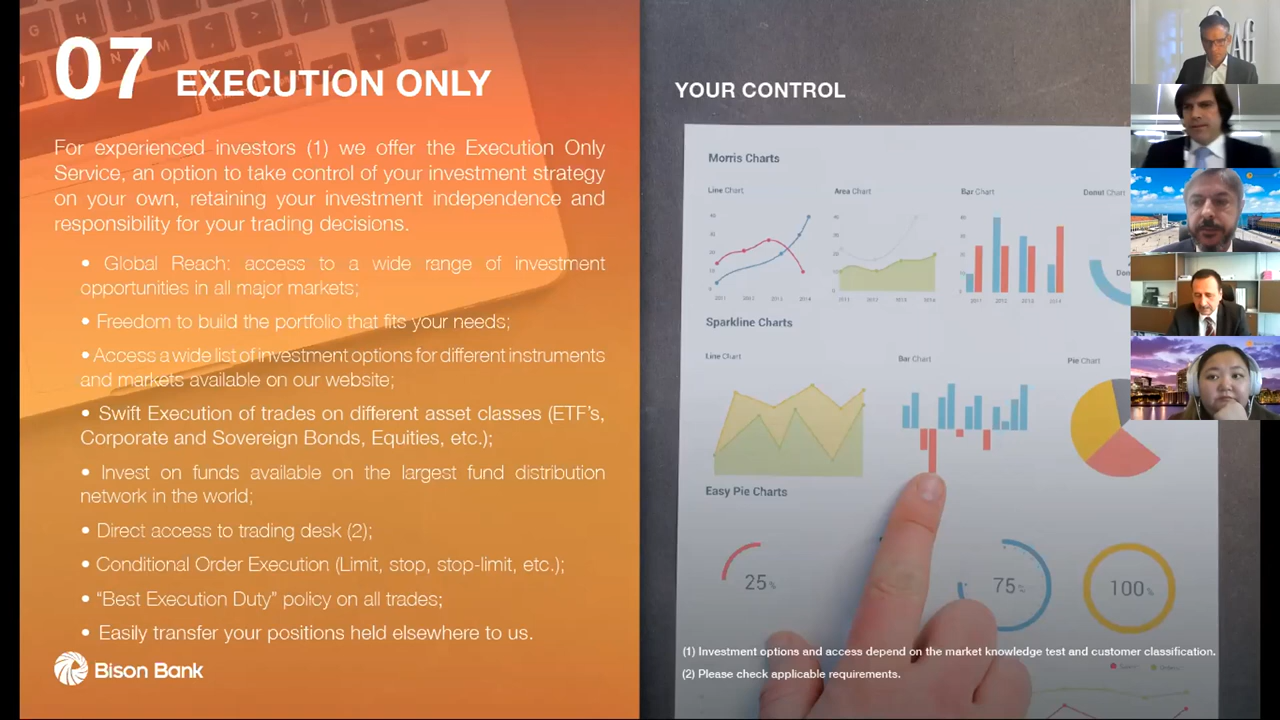 07 EXECUTION ONLY
For experienced investors (1) we offer the Execution Only
Service, an option to take control of your investment strategy
on your own, retaining your investment independence and
responsibility for your trading decisions.
• Global Reach: access to a wide range of investment
opportunities in all major markets;
• Freedom to build the portfolio that fits your needs;
• Access a wide list of investment options for different instruments
and markets available on our website;
• Swift Execution of trades on different asset classes (ETF's,
Corporate and Sovereign Bonds, Equities, etc.);
• Invest on funds available on the largest fund distribution
network in the world;
• Direct access to trading desk (2);
• Conditional Order Execution (Limit, stop, stop-limit, etc.);
• “Best Execution Duty” policy on all trades;
• Easily transfer your positions held elsewhere to us.
Bison Bank
YOUR CONTROL
Morris Charts
Line Chart Area Chart Bar Chart Donut Chart
Sparkline Charts
Line Chart Bar Chart Pie Chart
Easy Pie Charts
25% 75% 100%
(1) Investment options and access depend on the market knowledge test and customer classification.
(2) Please check applicable requirements.
Afi